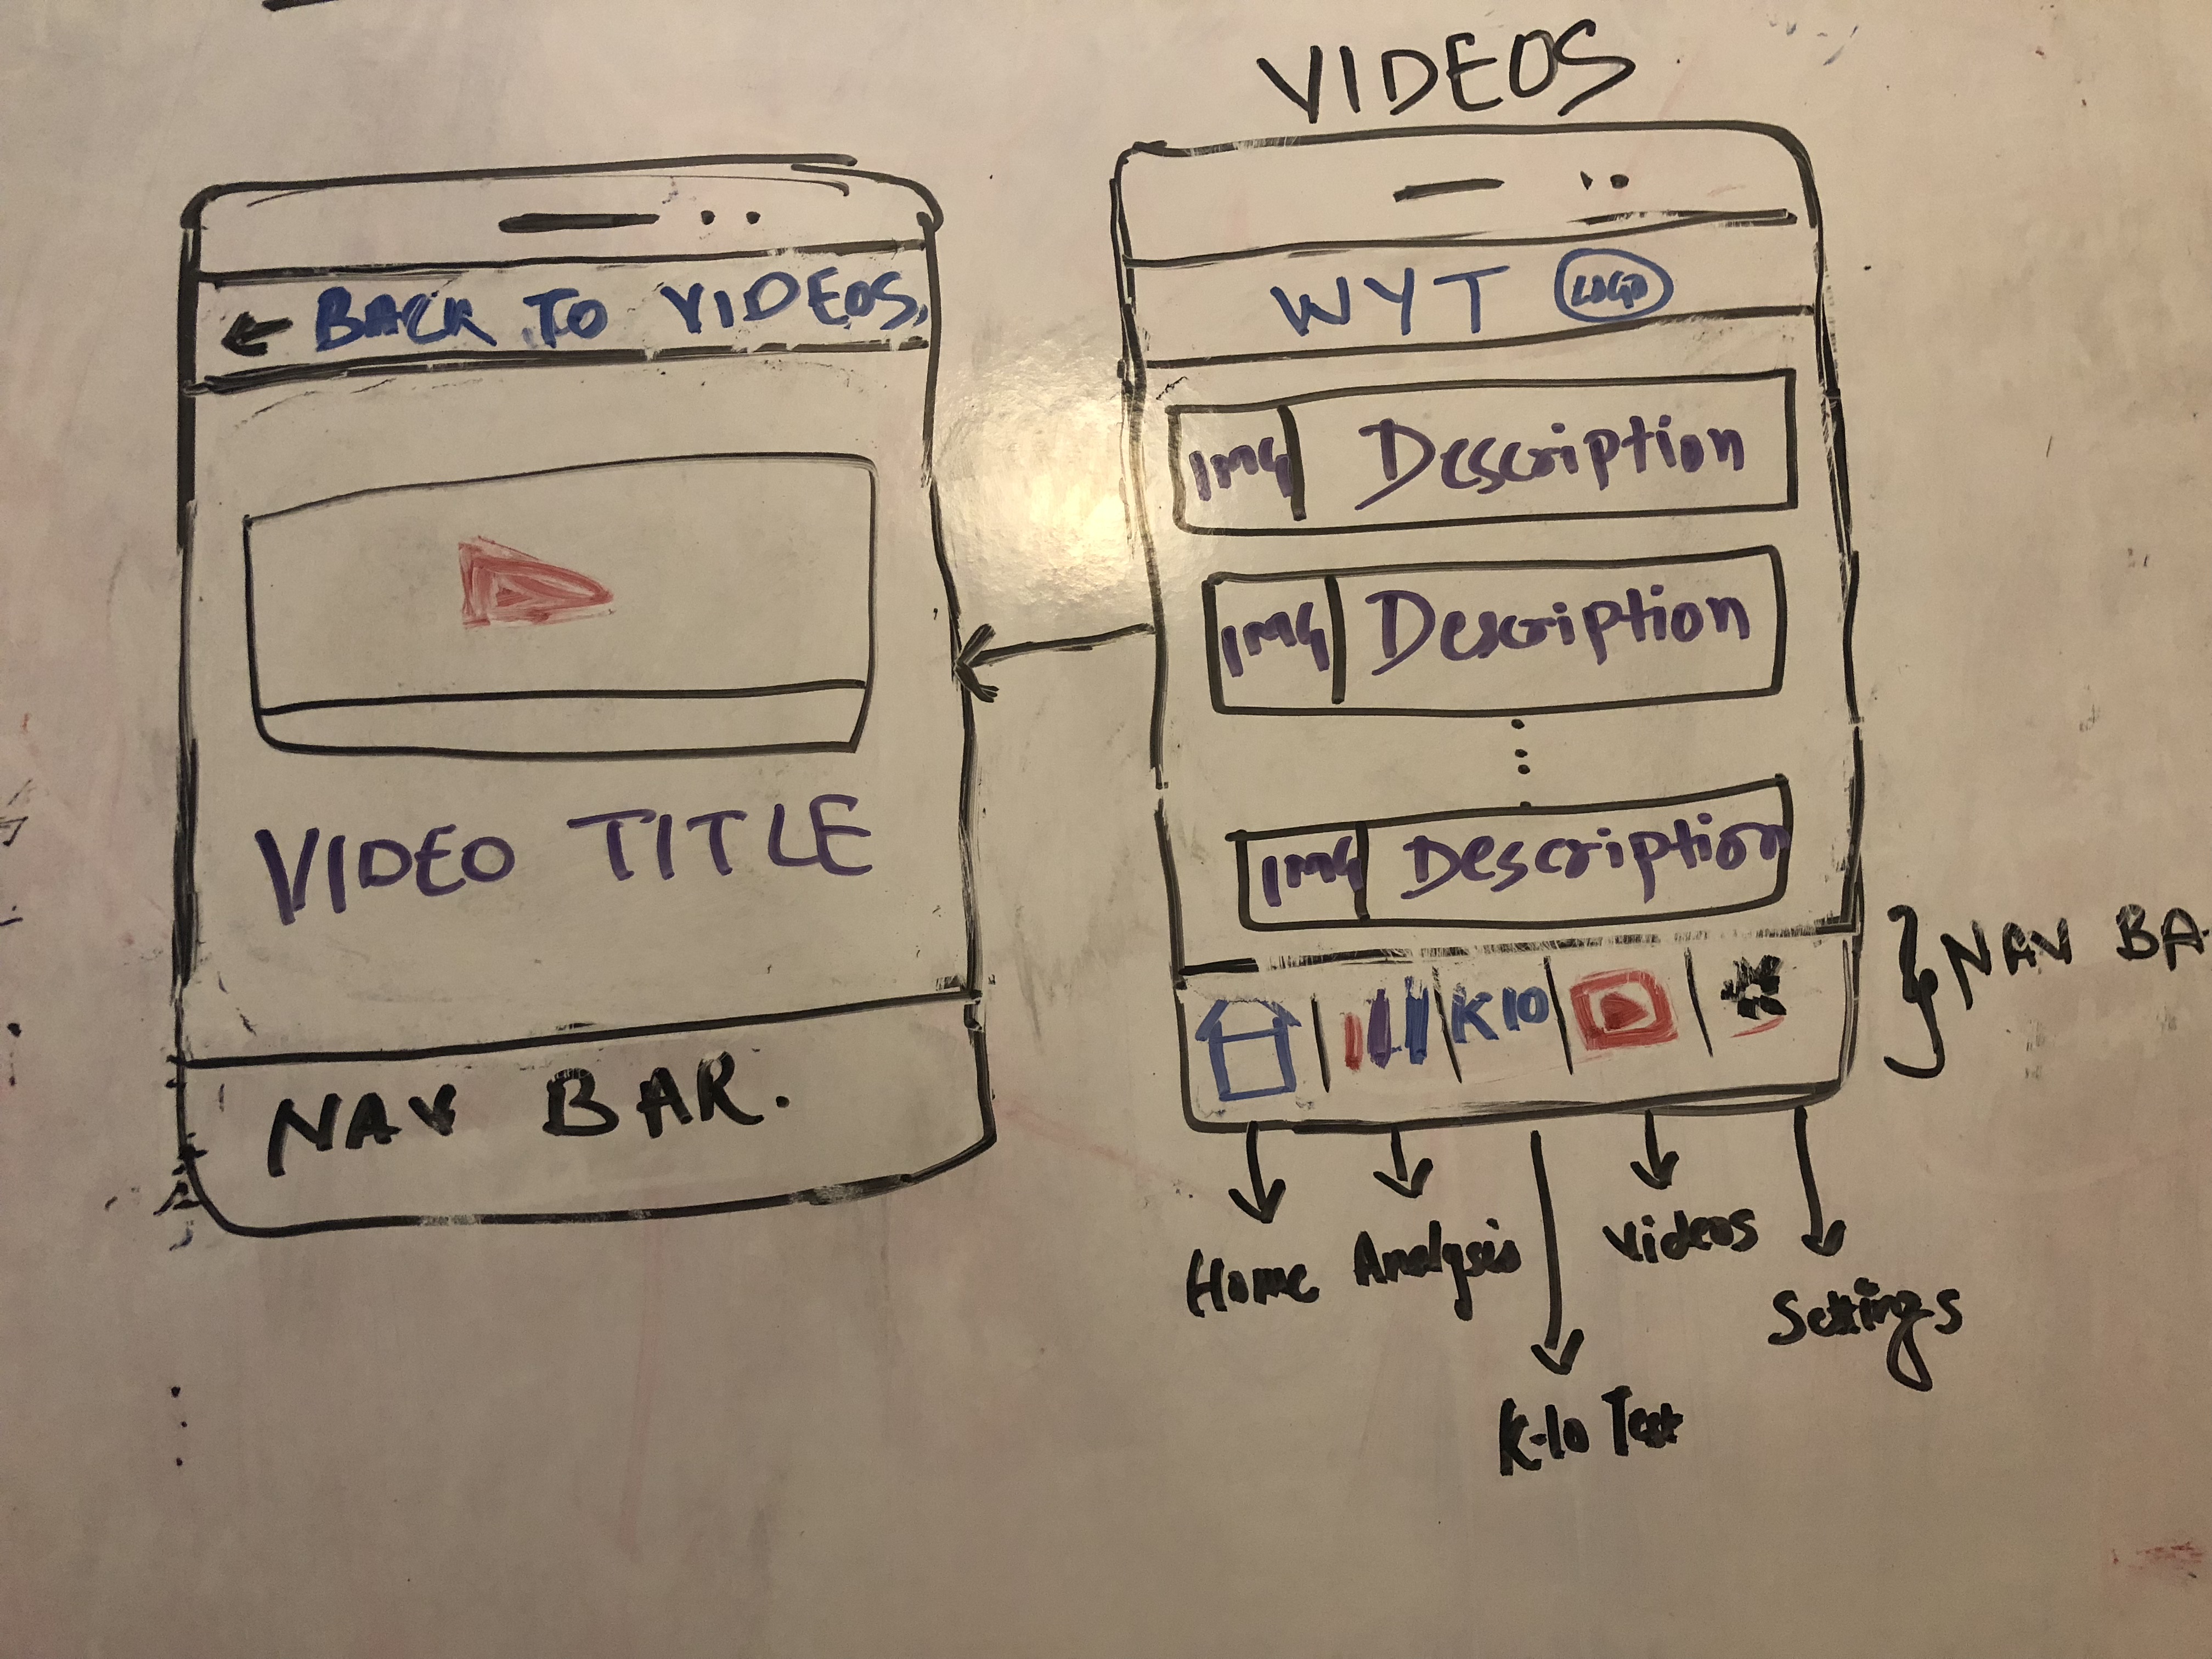 ← BACK TO VIDEOS.
VIDEO TITLE
NAV BAR.
VIDEOS
WYT LOGO
IMG Description
IMG Description
IMG Description
K10
NAV BA
Home
Analysis
K-10 Test
Videos
Settings